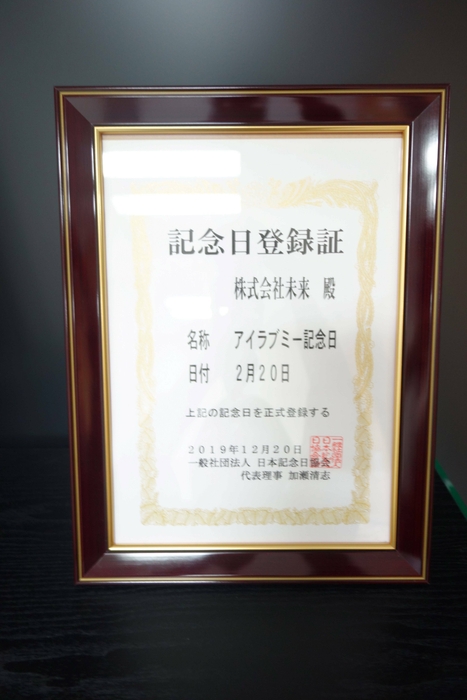 記念日登録証
株式会社未来 殿
名称 アイラブミー記念日
日付 2月20日
上記の記念日を正式登録する
2019年12月20日
一般社団法人 日本記念日協会
代表理事 加瀬清志